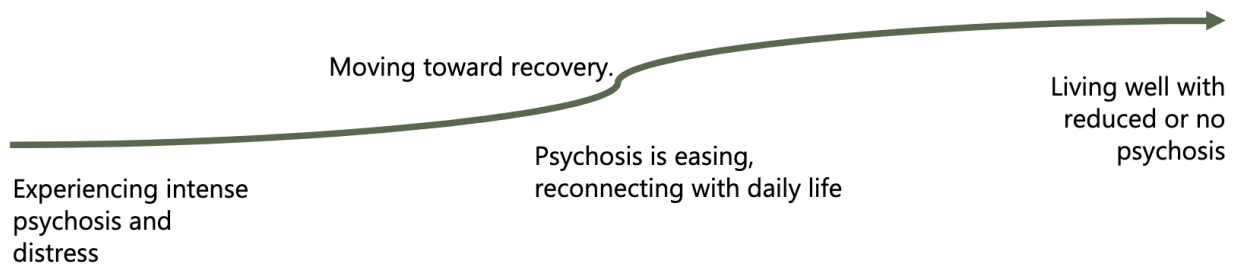 Moving toward recovery.
Living well with
reduced or no
psychosis
Psychosis is easing,
reconnecting with daily life
Experiencing intense
psychosis and
distress